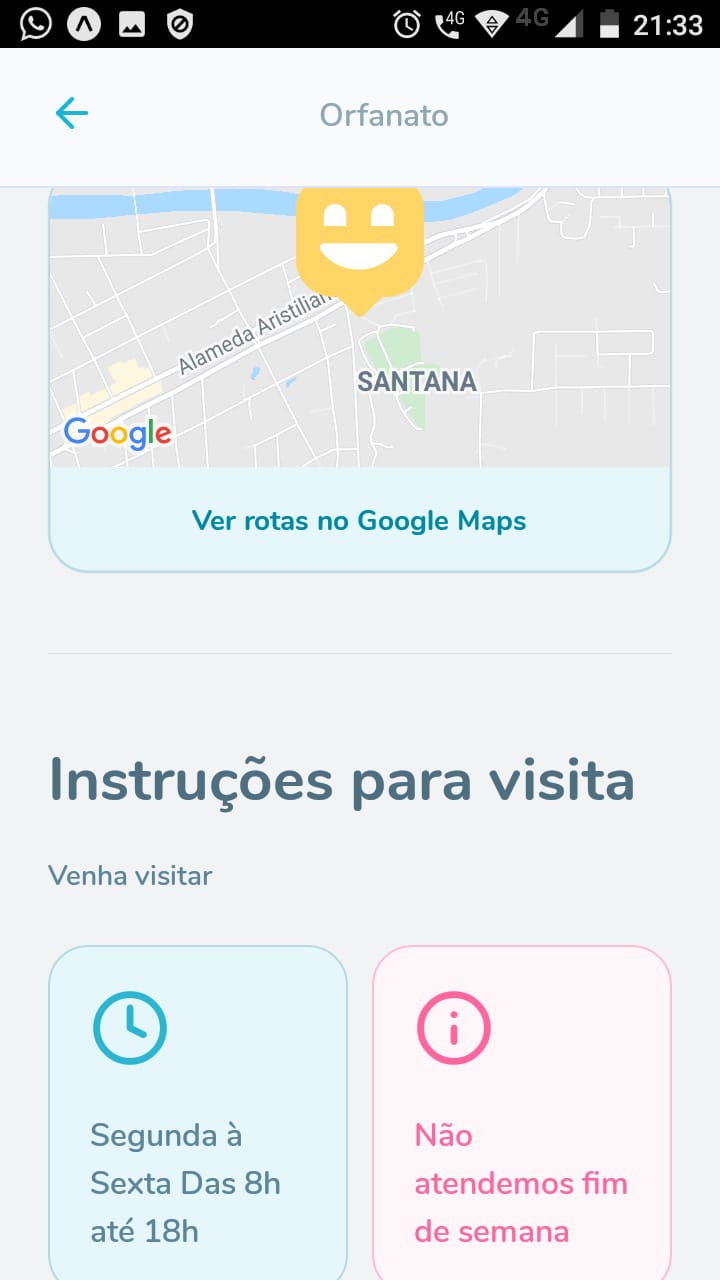 4G 4G 21:33
Orfanato
Alameda Aristilian
SANTANA
Google
Ver rotas no Google Maps
Instruções para visita
Venha visitar
Segunda à
Sexta Das 8h
até 18h
Não
atendemos fim
de semana